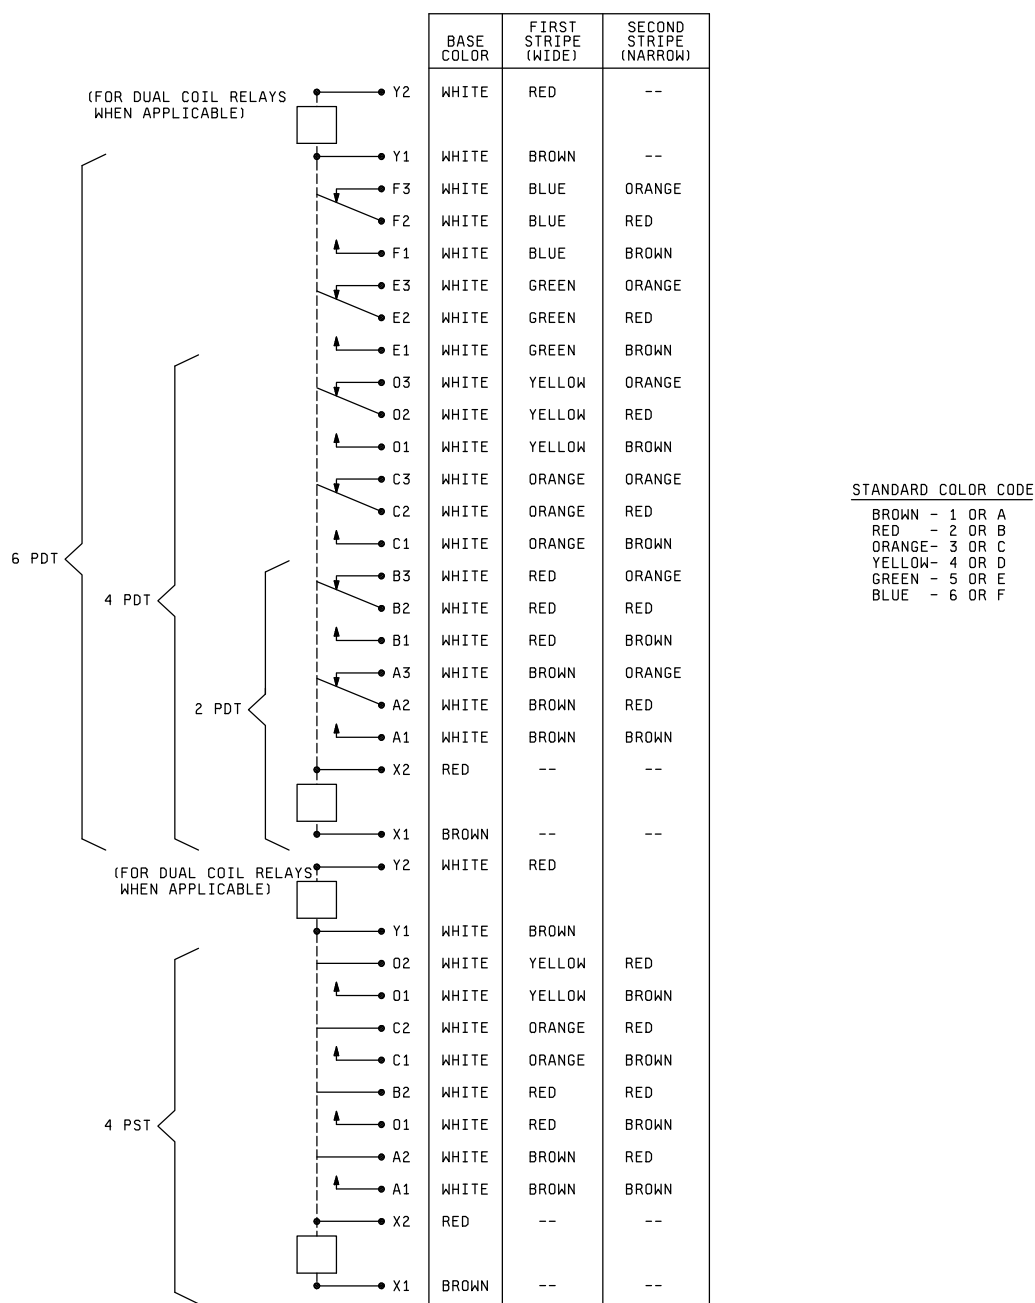 BASE COLOR
FIRST STRIPE (WIDE)
SECOND STRIPE (NARROW)
(FOR DUAL COIL RELAYS
WHEN APPLICABLE)
Y2 WHITE RED --
Y1 WHITE BROWN --
F3 WHITE BLUE ORANGE
F2 WHITE BLUE RED
F1 WHITE BLUE BROWN
E3 WHITE GREEN ORANGE
E2 WHITE GREEN RED
E1 WHITE GREEN BROWN
O3 WHITE YELLOW ORANGE
O2 WHITE YELLOW RED
O1 WHITE YELLOW BROWN
C3 WHITE ORANGE ORANGE
C2 WHITE ORANGE RED
C1 WHITE ORANGE BROWN
B3 WHITE RED ORANGE
B2 WHITE RED RED
B1 WHITE RED BROWN
A3 WHITE BROWN ORANGE
A2 WHITE BROWN RED
A1 WHITE BROWN BROWN
X2 RED -- --
X1 BROWN -- --
6 PDT
4 PDT
2 PDT
(FOR DUAL COIL RELAYS
WHEN APPLICABLE)
Y2 WHITE RED
Y1 WHITE BROWN
O2 WHITE YELLOW RED
O1 WHITE YELLOW BROWN
C2 WHITE ORANGE RED
C1 WHITE ORANGE BROWN
B2 WHITE RED RED
O1 WHITE RED BROWN
A2 WHITE BROWN RED
A1 WHITE BROWN BROWN
X2 RED -- --
X1 BROWN -- --
4 PST
STANDARD COLOR CODE
BROWN - 1 OR A
RED - 2 OR B
ORANGE- 3 OR C
YELLOW- 4 OR D
GREEN - 5 OR E
BLUE - 6 OR F